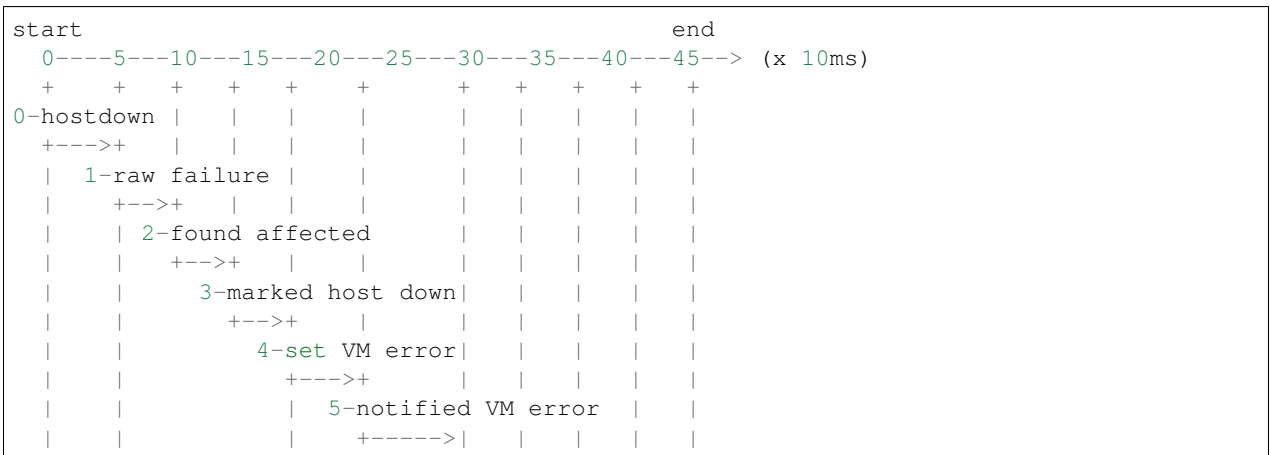 start                                         end
  0----5---10---15---20---25---30---35---40---45--> (x 10ms)
  +    +   +   +   +    +      +   +   +   +   +
0-hostdown |   |   |    |      |   |   |   |   |
  +--->+   |   |   |    |      |   |   |   |   |
  |  1-raw failure |    |      |   |   |   |   |
  |    +-->+   |   |    |      |   |   |   |   |
  |    | 2-found affected      |   |   |   |   |
  |    |   +-->+   |    |      |   |   |   |   |
  |    |     3-marked host down|   |   |   |   |
  |    |       +-->+    |      |   |   |   |   |
  |    |         4-set VM error|   |   |   |   |
  |    |           +--->+      |   |   |   |   |
  |    |           |  5-notified VM error  |   |
  |    |           |    +----->|   |   |   |   |